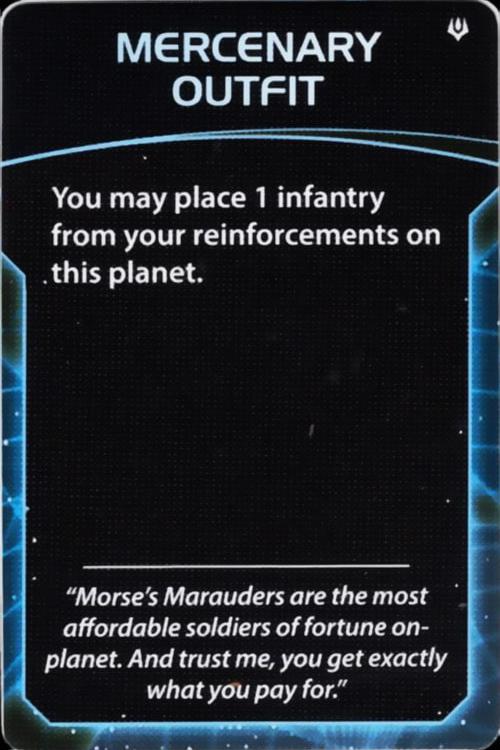 MERCENARY
OUTFIT
You may place 1 infantry
from your reinforcements on
this planet.
“Morse’s Marauders are the most
affordable soldiers of fortune on-
planet. And trust me, you get exactly
what you pay for.”